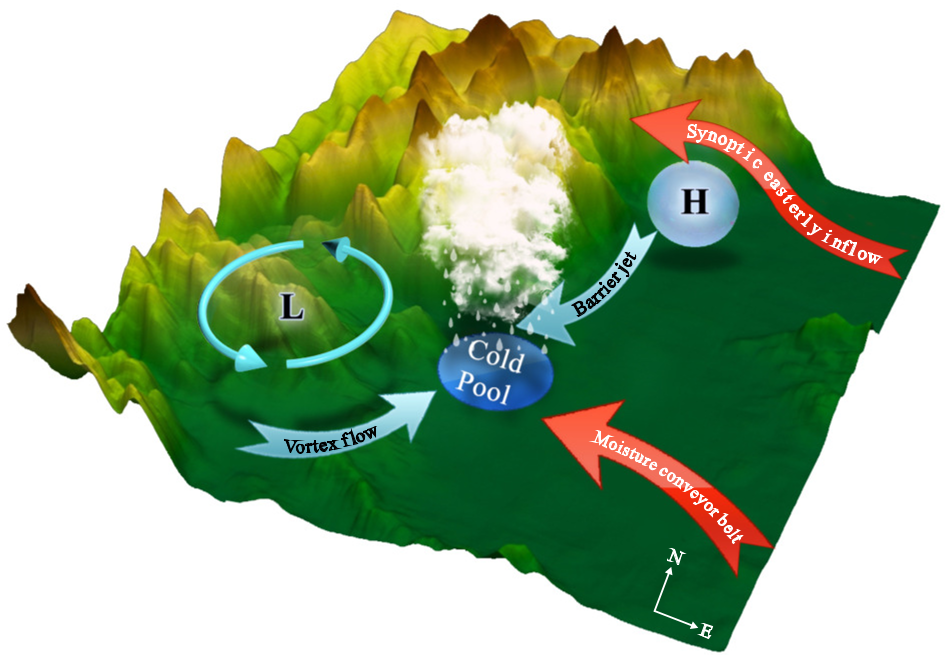 Synoptic easterly inflow
H
Barrier jet
L
Cold
Pool
Vortex flow
Moisture conveyor belt
N
E